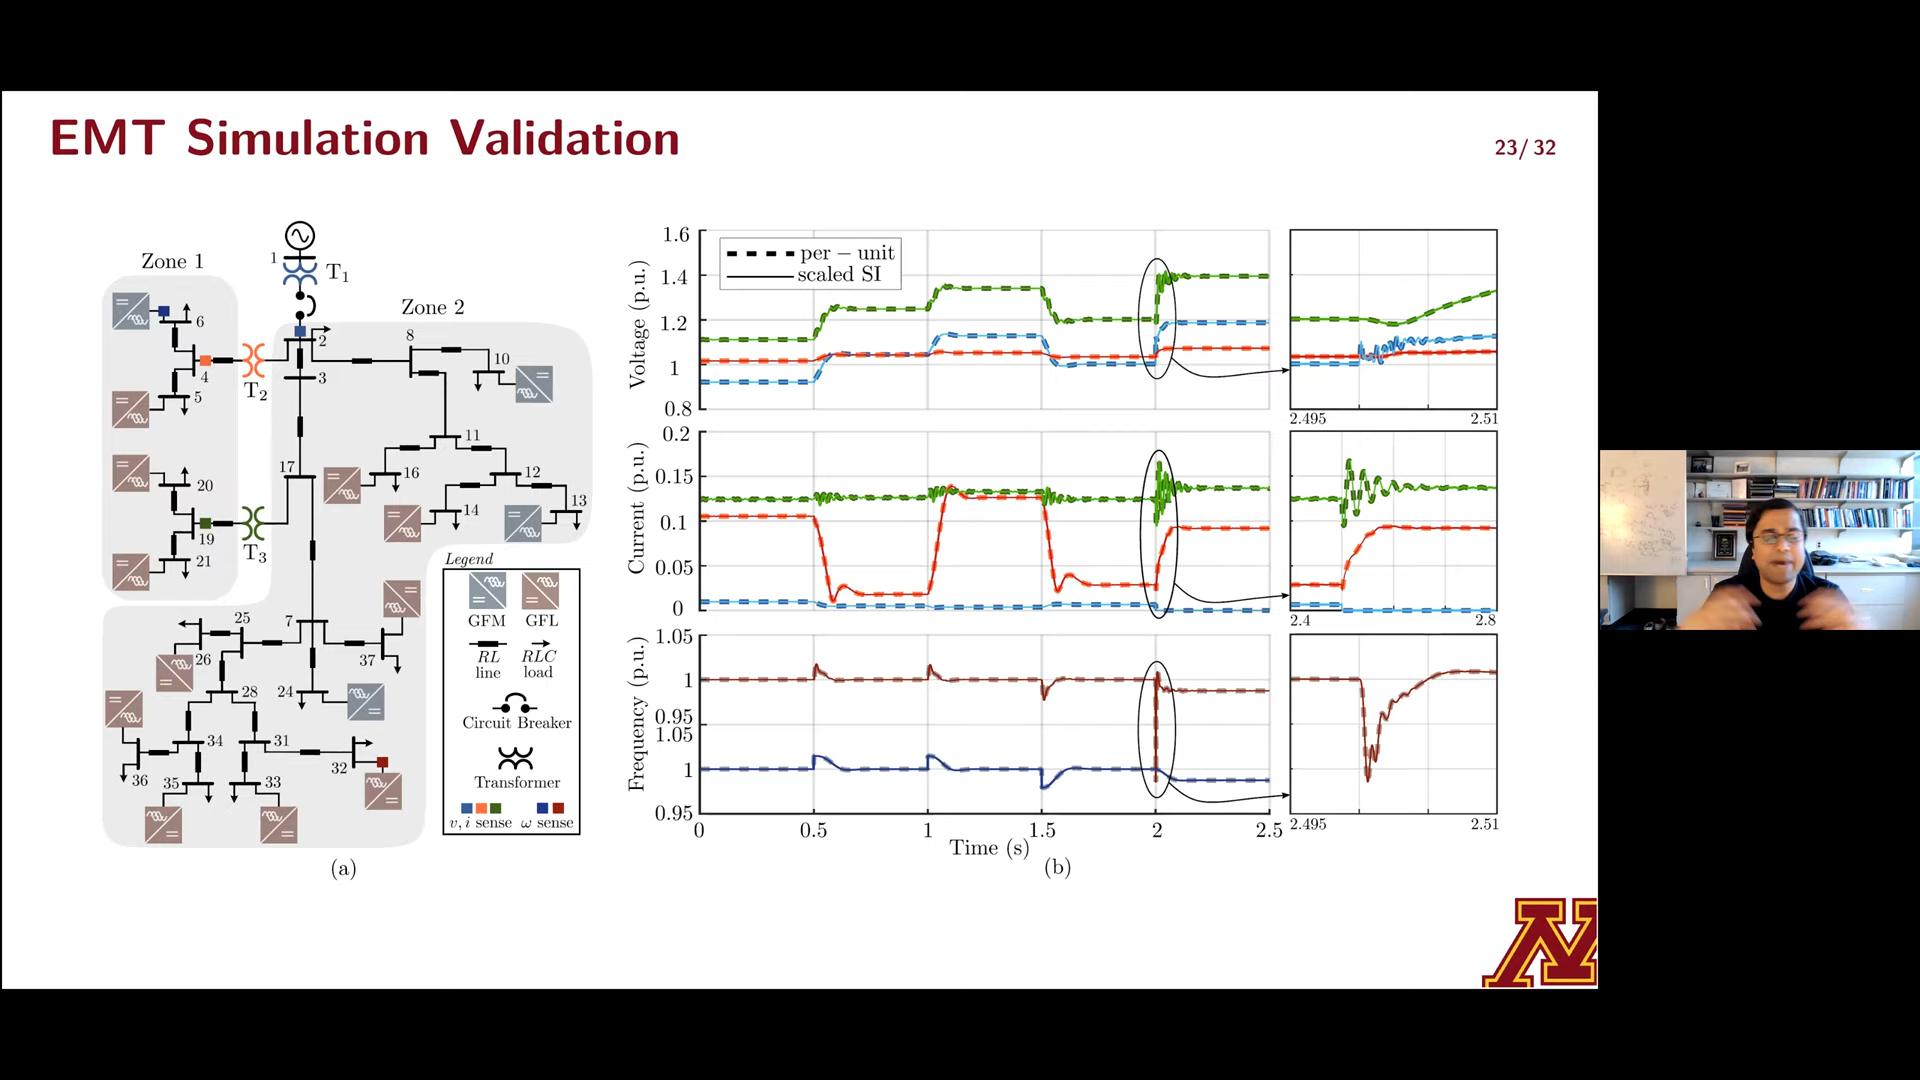 EMT Simulation Validation
23/ 32
1
T1
Zone 1
Zone 2
6
4
5
T2
2
3
8
10
11
16
12
14
13
17
20
19
21
T3
7
25
26
37
24
28
34
31
32
36
35
33
Legend
GFM
GFL
RL
line
RLC
load
Circuit Breaker
Transformer
v, i sense
ω sense
(a)
per − unit
scaled SI
Voltage (p.u.)
1.6
1.4
1.2
1
0.8
2.495
2.51
Current (p.u.)
0.2
0.15
0.1
0.05
0
2.4
2.8
Frequency (p.u.)
1.05
1
0.95
1.05
1
0.95
2.495
2.51
0
0.5
1
1.5
2
2.5
Time (s)
(b)